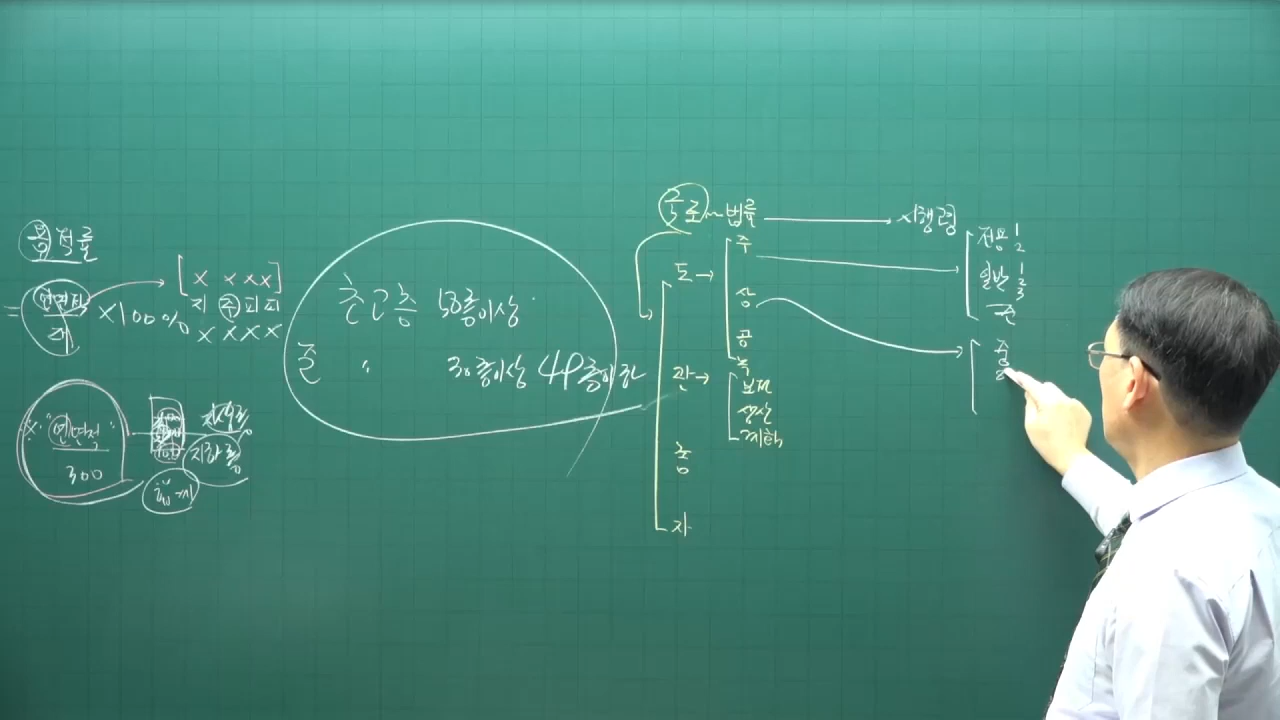 용적률
= 연면적 ×100%
대
[× × × ×]
지 주 피 피
× × × ×
"연면적"
300
지상층
지하층
초고층 50층이상
준 〃 30층이상 49층이하
국토 ~ 법률 → 시행령
도 →
주
상
공
녹
관 →
보전
생산
계획
농
자
전용 1
2
일반 1
2
3
준
중